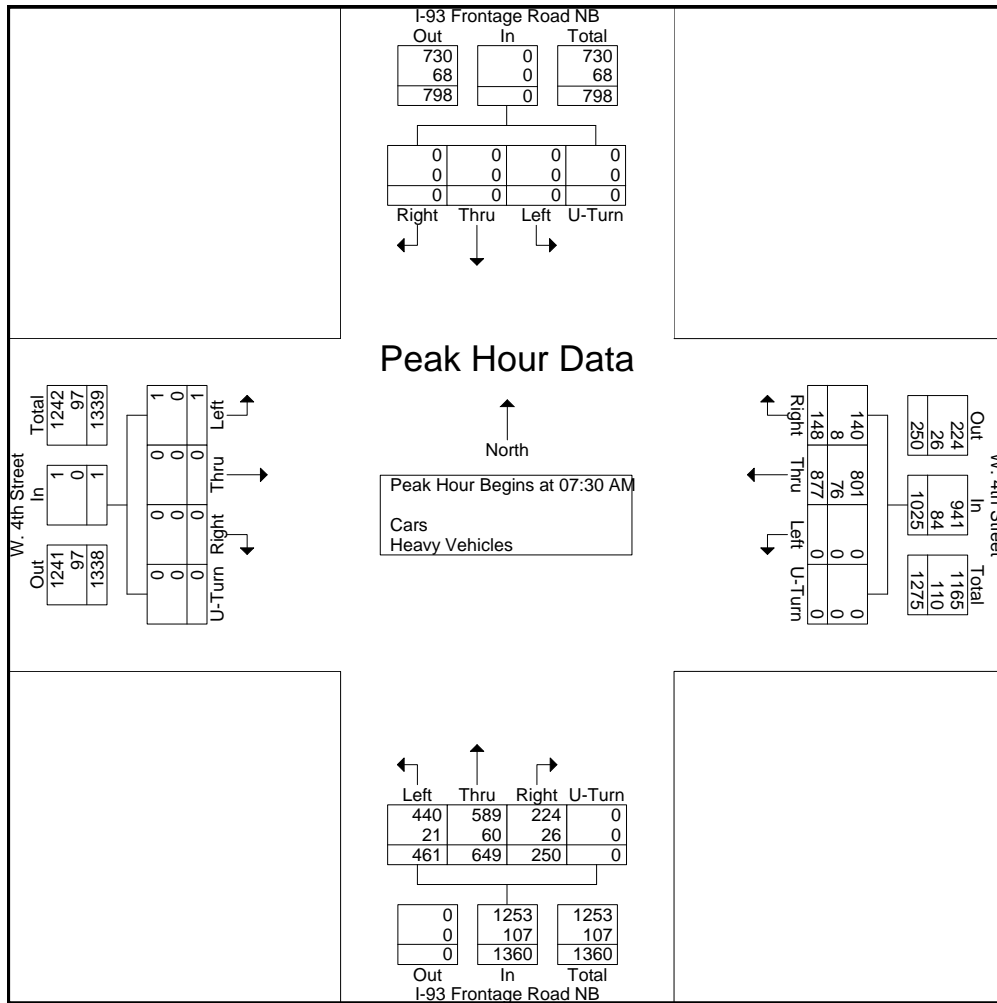 I-93 Frontage Road NB
Out In Total
730 0 730
68 0 68
798 0 798
0 0 0 0
0 0 0 0
0 0 0 0
Right Thru Left U-Turn
Peak Hour Data
North
Peak Hour Begins at 07:30 AM
Cars
Heavy Vehicles
W. 4th Street
Out In Total
1241 1 1242
97 0 97
1338 1 1339
U-Turn Right Thru Left
0 0 0 1
0 0 0 0
0 0 0 1
W. 4th Street
Out In Total
224 941 1165
26 84 110
250 1025 1275
Right Thru Left U-Turn
140 801 0 0
8 76 0 0
148 877 0 0
Left Thru Right U-Turn
440 589 224 0
21 60 26 0
461 649 250 0
0 1253 1253
0 107 107
0 1360 1360
Out In Total
I-93 Frontage Road NB